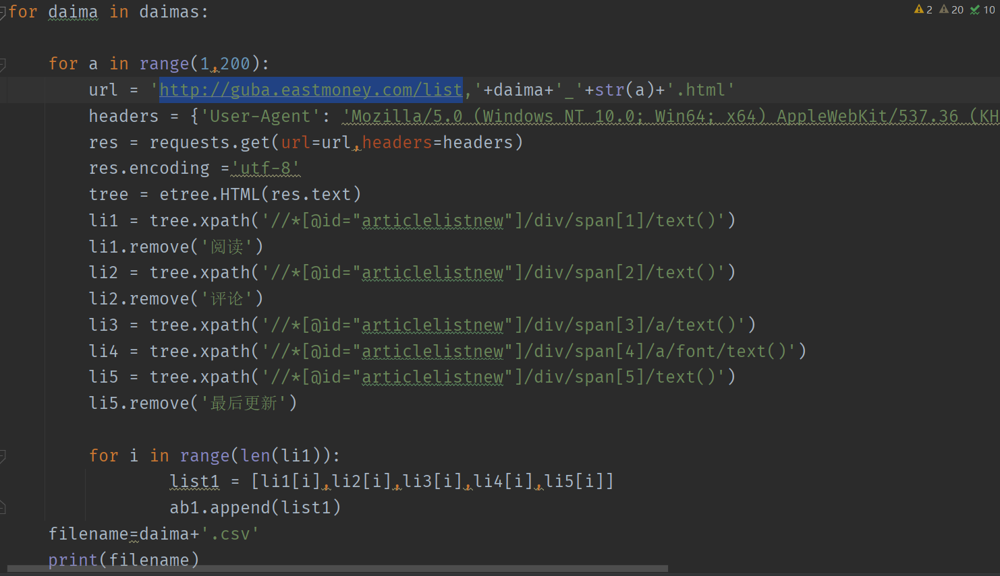 for daima in daimas:
2 20 10
for a in range(1,200):
url = 'http://guba.eastmoney.com/list,'+daima+'_'+str(a)+'.html'
headers = {'User-Agent': 'Mozilla/5.0 (Windows NT 10.0; Win64; x64) AppleWebKit/537.36 (KH
res = requests.get(url=url,headers=headers)
res.encoding ='utf-8'
tree = etree.HTML(res.text)
li1 = tree.xpath('//*[@id="articlelistnew"]/div/span[1]/text()')
li1.remove('阅读')
li2 = tree.xpath('//*[@id="articlelistnew"]/div/span[2]/text()')
li2.remove('评论')
li3 = tree.xpath('//*[@id="articlelistnew"]/div/span[3]/a/text()')
li4 = tree.xpath('//*[@id="articlelistnew"]/div/span[4]/a/font/text()')
li5 = tree.xpath('//*[@id="articlelistnew"]/div/span[5]/text()')
li5.remove('最后更新')
for i in range(len(li1)):
list1 = [li1[i],li2[i],li3[i],li4[i],li5[i]]
ab1.append(list1)
filename=daima+'.csv'
print(filename)